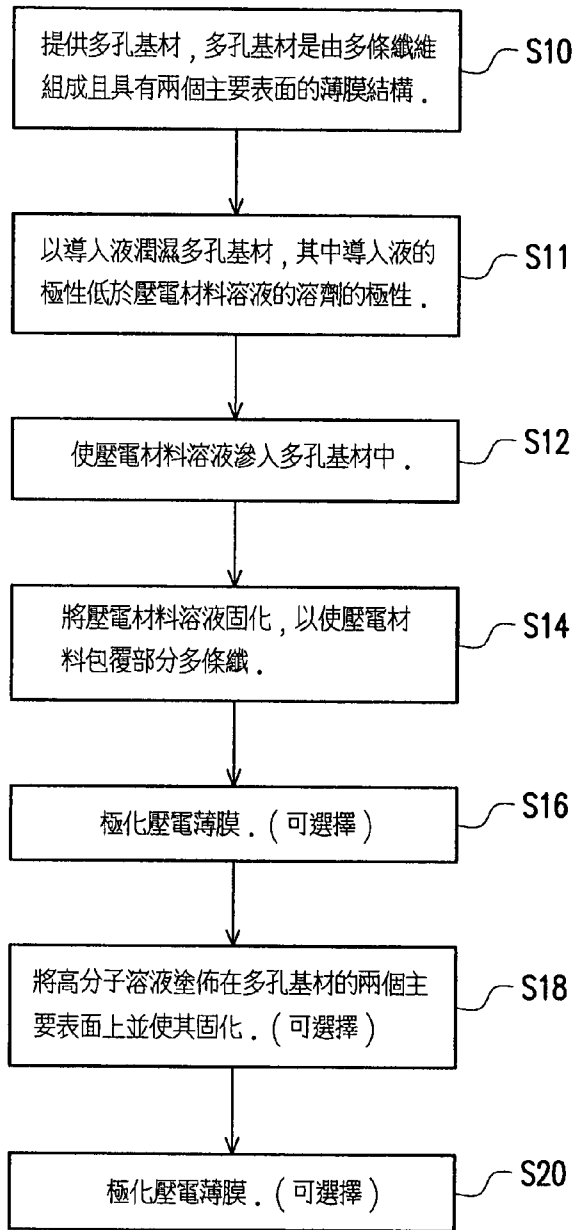 提供多孔基材，多孔基材是由多條纖維
組成且具有兩個主要表面的薄膜結構．
S10
以導入液潤濕多孔基材，其中導入液的
極性低於壓電材料溶液的溶劑的極性．
S11
使壓電材料溶液滲入多孔基材中．
S12
將壓電材料溶液固化，以使壓電材
料包覆部分多條纖．
S14
極化壓電薄膜．(可選擇)
S16
將高分子溶液塗佈在多孔基材的兩個主
要表面上並使其固化．(可選擇)
S18
極化壓電薄膜．(可選擇)
S20